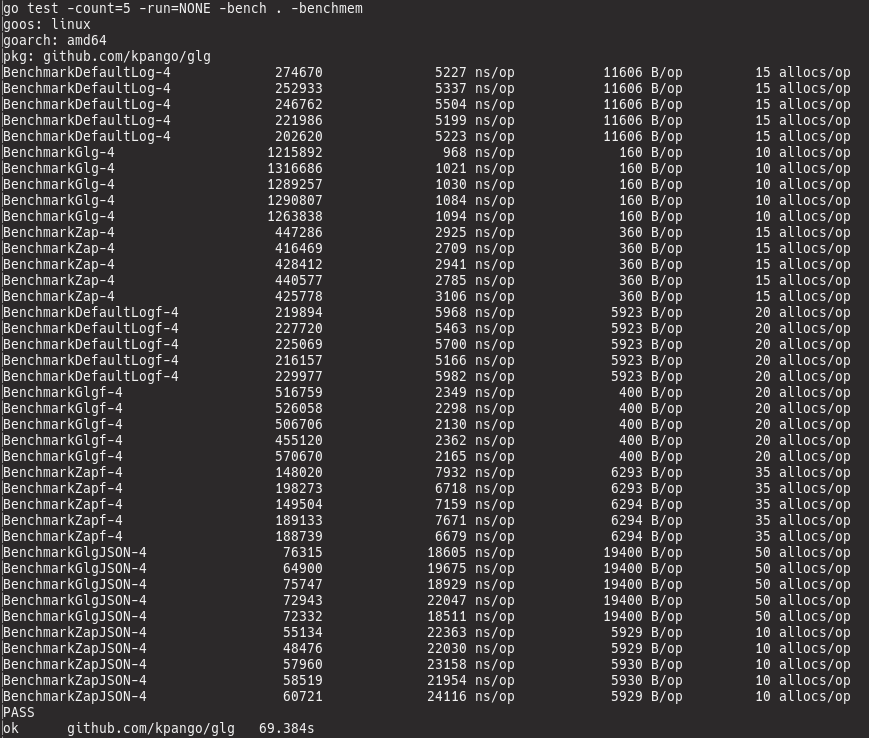 go test -count=5 -run=NONE -bench . -benchmem
goos: linux
goarch: amd64
pkg: github.com/kpango/glg
BenchmarkDefaultLog-4 274670 5227 ns/op 11606 B/op 15 allocs/op
BenchmarkDefaultLog-4 252933 5337 ns/op 11606 B/op 15 allocs/op
BenchmarkDefaultLog-4 246762 5504 ns/op 11606 B/op 15 allocs/op
BenchmarkDefaultLog-4 221986 5199 ns/op 11606 B/op 15 allocs/op
BenchmarkDefaultLog-4 202620 5223 ns/op 11606 B/op 15 allocs/op
BenchmarkGlg-4 1215892 968 ns/op 160 B/op 10 allocs/op
BenchmarkGlg-4 1316686 1021 ns/op 160 B/op 10 allocs/op
BenchmarkGlg-4 1289257 1030 ns/op 160 B/op 10 allocs/op
BenchmarkGlg-4 1290807 1084 ns/op 160 B/op 10 allocs/op
BenchmarkGlg-4 1263838 1094 ns/op 160 B/op 10 allocs/op
BenchmarkZap-4 447286 2925 ns/op 360 B/op 15 allocs/op
BenchmarkZap-4 416469 2709 ns/op 360 B/op 15 allocs/op
BenchmarkZap-4 428412 2941 ns/op 360 B/op 15 allocs/op
BenchmarkZap-4 440577 2785 ns/op 360 B/op 15 allocs/op
BenchmarkZap-4 425778 3106 ns/op 360 B/op 15 allocs/op
BenchmarkDefaultLogf-4 219894 5968 ns/op 5923 B/op 20 allocs/op
BenchmarkDefaultLogf-4 227720 5463 ns/op 5923 B/op 20 allocs/op
BenchmarkDefaultLogf-4 225069 5700 ns/op 5923 B/op 20 allocs/op
BenchmarkDefaultLogf-4 216157 5166 ns/op 5923 B/op 20 allocs/op
BenchmarkDefaultLogf-4 229977 5982 ns/op 5923 B/op 20 allocs/op
BenchmarkGlgf-4 516759 2349 ns/op 400 B/op 20 allocs/op
BenchmarkGlgf-4 526058 2298 ns/op 400 B/op 20 allocs/op
BenchmarkGlgf-4 506706 2130 ns/op 400 B/op 20 allocs/op
BenchmarkGlgf-4 455120 2362 ns/op 400 B/op 20 allocs/op
BenchmarkGlgf-4 570670 2165 ns/op 400 B/op 20 allocs/op
BenchmarkZapf-4 148020 7932 ns/op 6293 B/op 35 allocs/op
BenchmarkZapf-4 198273 6718 ns/op 6293 B/op 35 allocs/op
BenchmarkZapf-4 149504 7159 ns/op 6294 B/op 35 allocs/op
BenchmarkZapf-4 189133 7671 ns/op 6294 B/op 35 allocs/op
BenchmarkZapf-4 188739 6679 ns/op 6294 B/op 35 allocs/op
BenchmarkGlgJSON-4 76315 18605 ns/op 19400 B/op 50 allocs/op
BenchmarkGlgJSON-4 64900 19675 ns/op 19400 B/op 50 allocs/op
BenchmarkGlgJSON-4 75747 18929 ns/op 19400 B/op 50 allocs/op
BenchmarkGlgJSON-4 72943 22047 ns/op 19400 B/op 50 allocs/op
BenchmarkGlgJSON-4 72332 18511 ns/op 19400 B/op 50 allocs/op
BenchmarkZapJSON-4 55134 22363 ns/op 5929 B/op 10 allocs/op
BenchmarkZapJSON-4 48476 22030 ns/op 5929 B/op 10 allocs/op
BenchmarkZapJSON-4 57960 23158 ns/op 5930 B/op 10 allocs/op
BenchmarkZapJSON-4 58519 21954 ns/op 5930 B/op 10 allocs/op
BenchmarkZapJSON-4 60721 24116 ns/op 5929 B/op 10 allocs/op
PASS
ok github.com/kpango/glg 69.384s